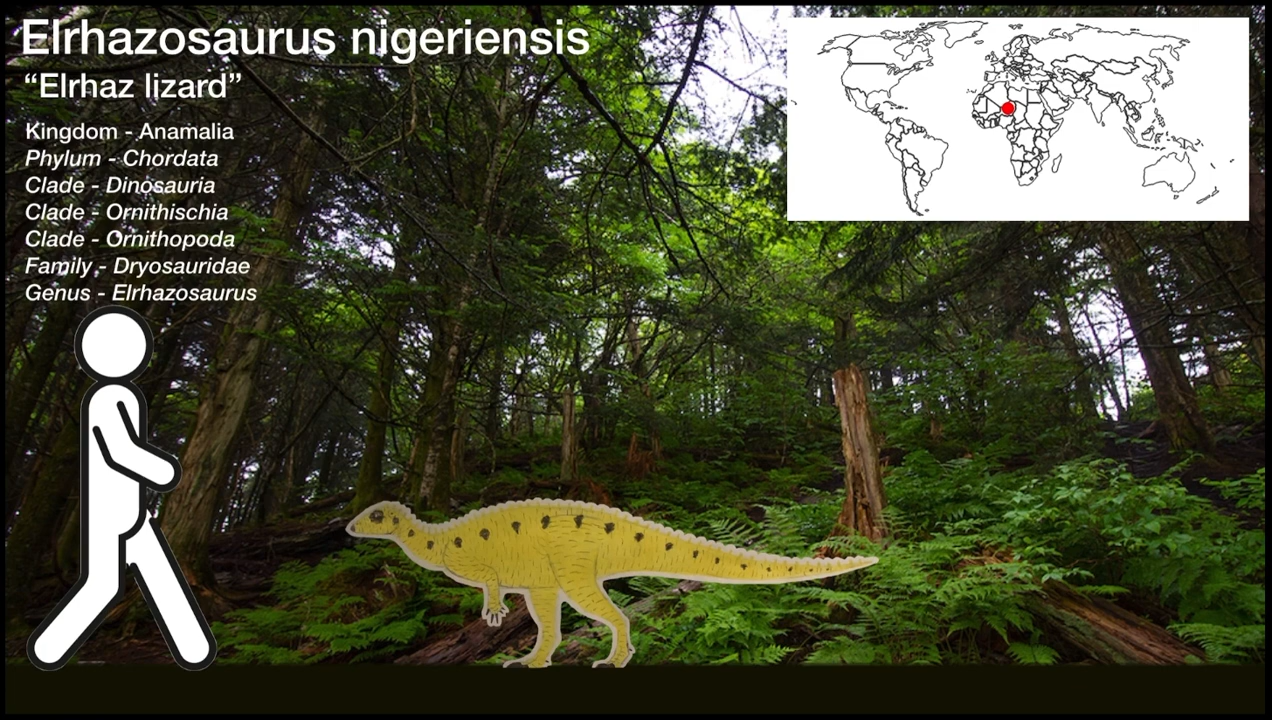 Elrhazosaurus nigeriensis
“Elrhaz lizard”
Kingdom - Anamalia
Phylum - Chordata
Clade - Dinosauria
Clade - Ornithischia
Clade - Ornithopoda
Family - Dryosauridae
Genus - Elrhazosaurus